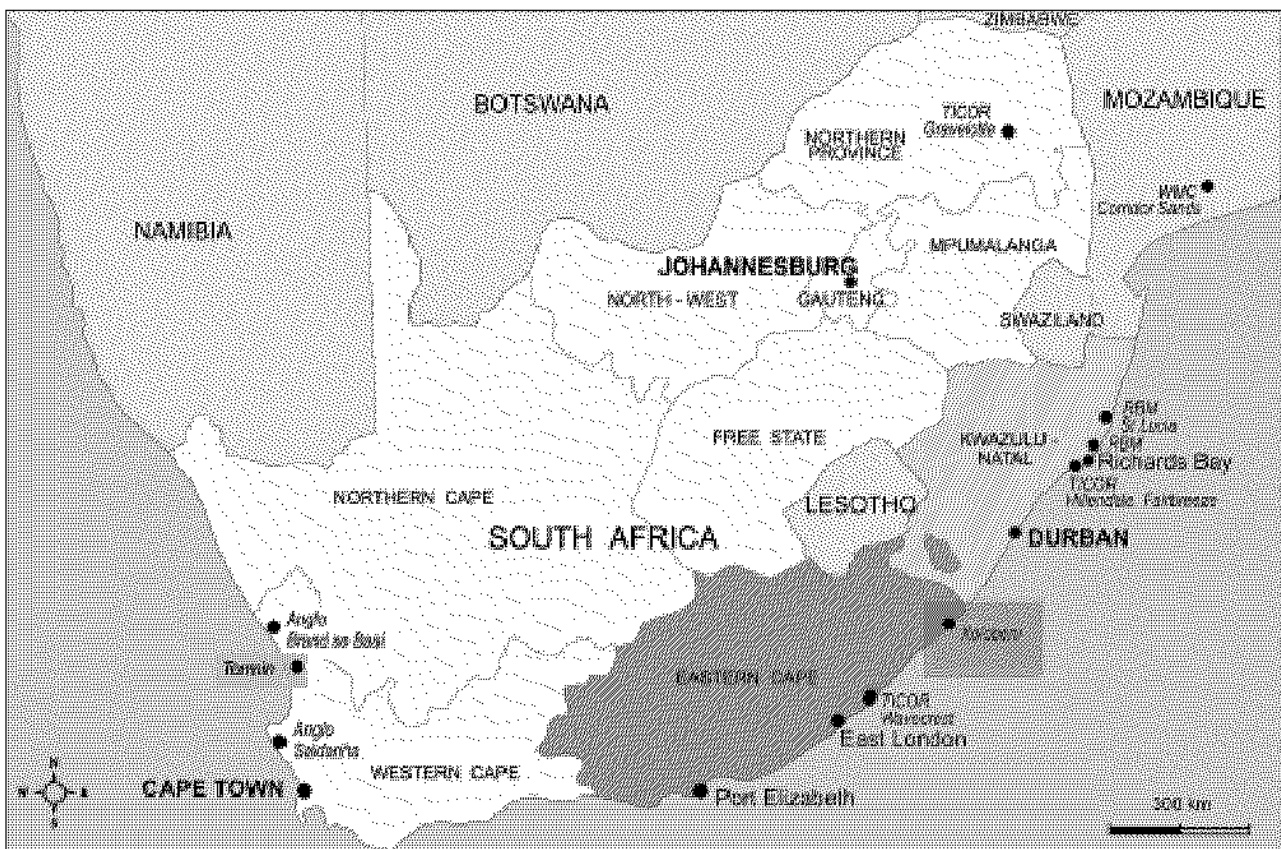 ZIMBABWE
BOTSWANA
MOZAMBIQUE
TICOR
Gravelotte
NORTHERN
PROVINCE
WMC
Corridor Sands
NAMIBIA
MPUMALANGA
JOHANNESBURG
NORTH - WEST
GAUTENG
SWAZILAND
RBM
St Lucia
FREE STATE
KWAZULU -
NATAL
RBM
Richards Bay
TICOR
Hillendale, Fairbreeze
NORTHERN CAPE
LESOTHO
SOUTH AFRICA
DURBAN
Anglo
Brand se Baai
Xolobeni
Tormin
EASTERN CAPE
TICOR
Wavecrest
Anglo
Saldanha
East London
WESTERN CAPE
N
W
S
CAPE TOWN
Port Elizabeth
300 km